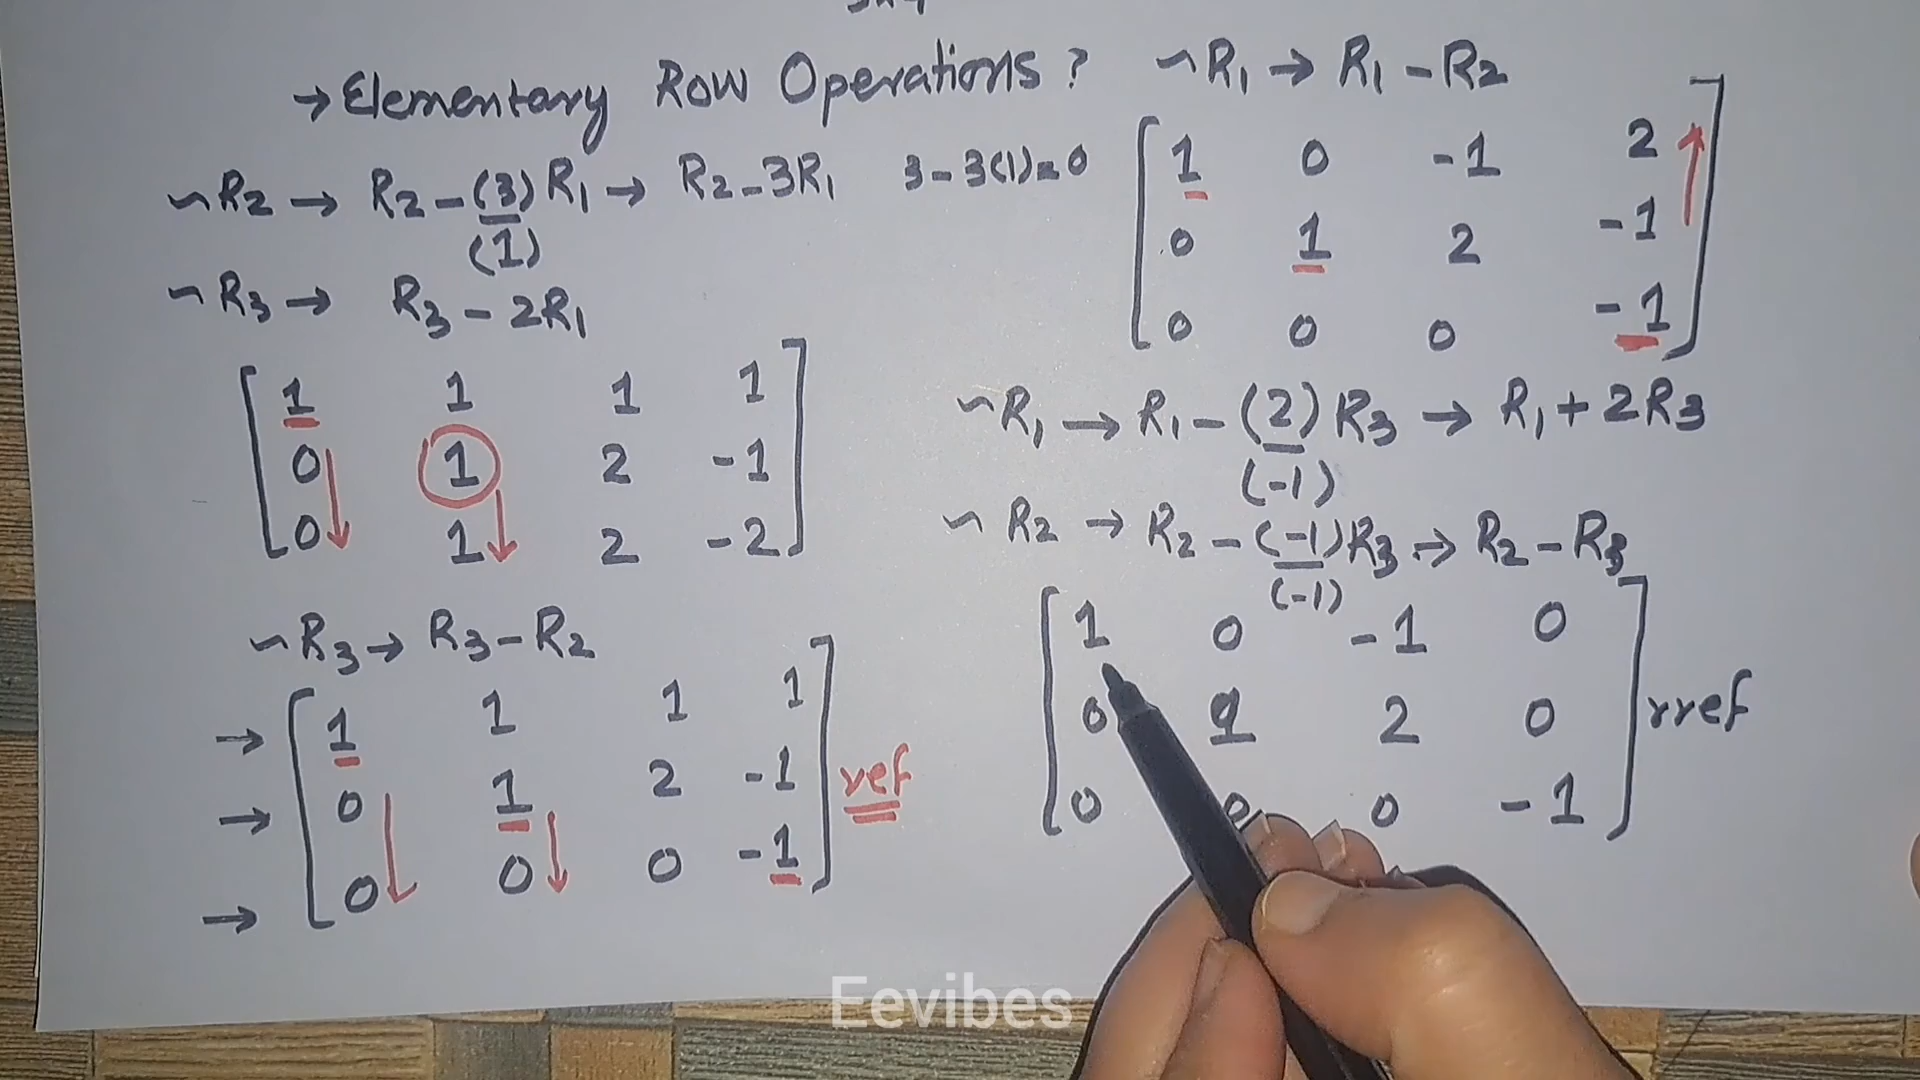 → Elementary Row Operations?
~R2 → R2 - (3)/(1) R1 → R2 - 3R1 3 - 3(1) = 0
~R3 → R3 - 2R1
1 1 1 1
0 1 2 -1
0 1 2 -2
~R3 → R3 - R2
→ 1 1 1 1
→ 0 1 2 -1 ref
→ 0 0 0 -1
~R1 → R1 - R2
1 0 -1 2
0 1 2 -1
0 0 0 -1
~R1 → R1 - (2)/(-1) R3 → R1 + 2R3
~R2 → R2 - (-1)/(-1) R3 → R2 - R3
1 0 -1 0
0 1 2 0 rref
0 0 0 -1
Eevibes